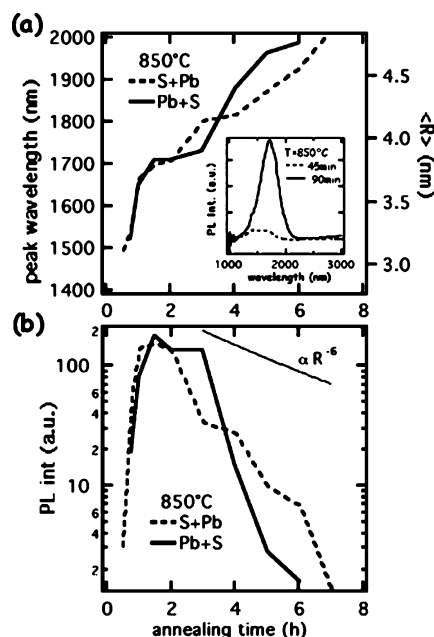 (a)
2000
1900
1800
1700
1600
1500
1400
peak wavelength (nm)
850°C
S+Pb
Pb+S
4.5
4.0
3.5
3.0
<R> (nm)
PL Int. (a.u.)
T=850°C
45min
90min
1000
2000
3000
wavelength (nm)
0
2
4
6
8
(b)
2
100
6
4
2
10
6
4
2
PL int (a.u.)
α R⁻⁶
850°C
S+Pb
Pb+S
0
2
4
6
8
annealing time (h)